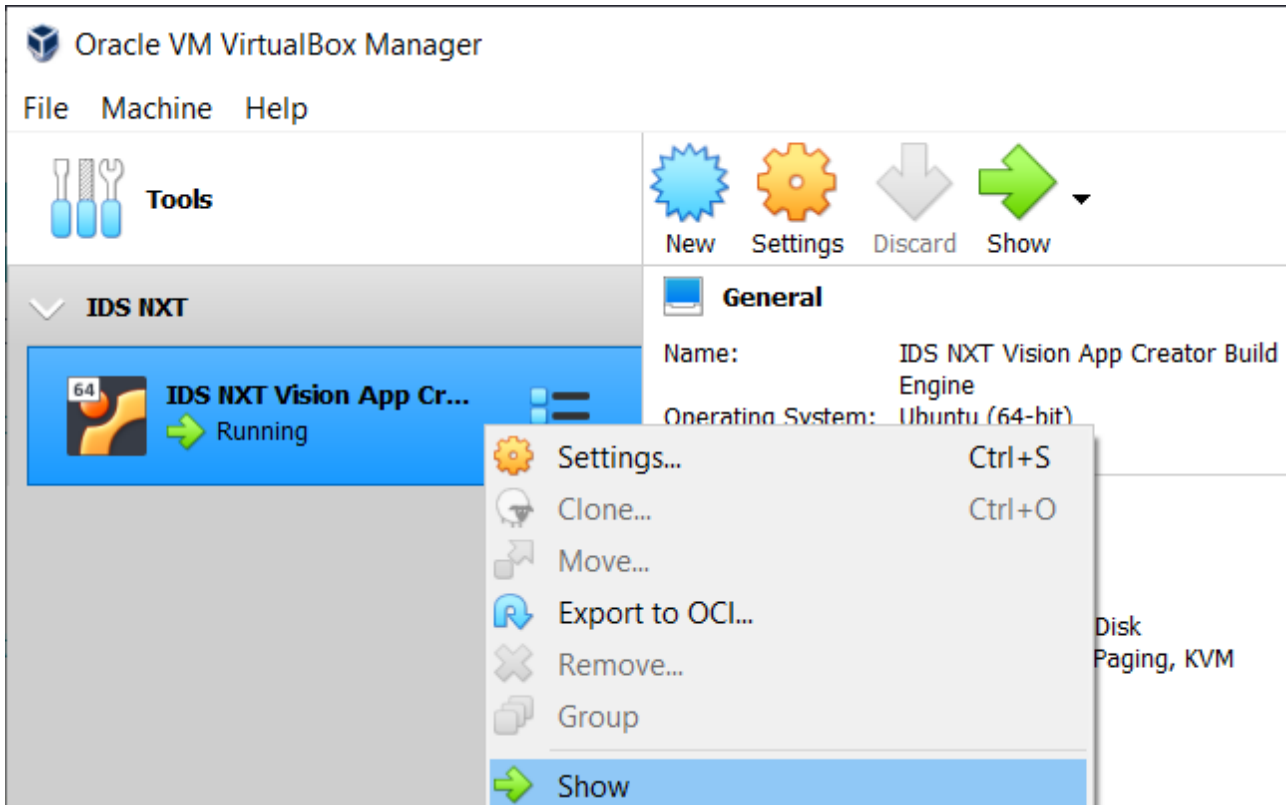 Oracle VM VirtualBox Manager
File Machine Help
Tools
New Settings Discard Show
IDS NXT
General
Name: IDS NXT Vision App Creator Build
Engine
Operating System: Ubuntu (64-bit)
64
IDS NXT Vision App Cr...
Running
Settings... Ctrl+S
Clone... Ctrl+O
Move...
Export to OCI...
Remove...
Group
Show
Disk
Paging, KVM